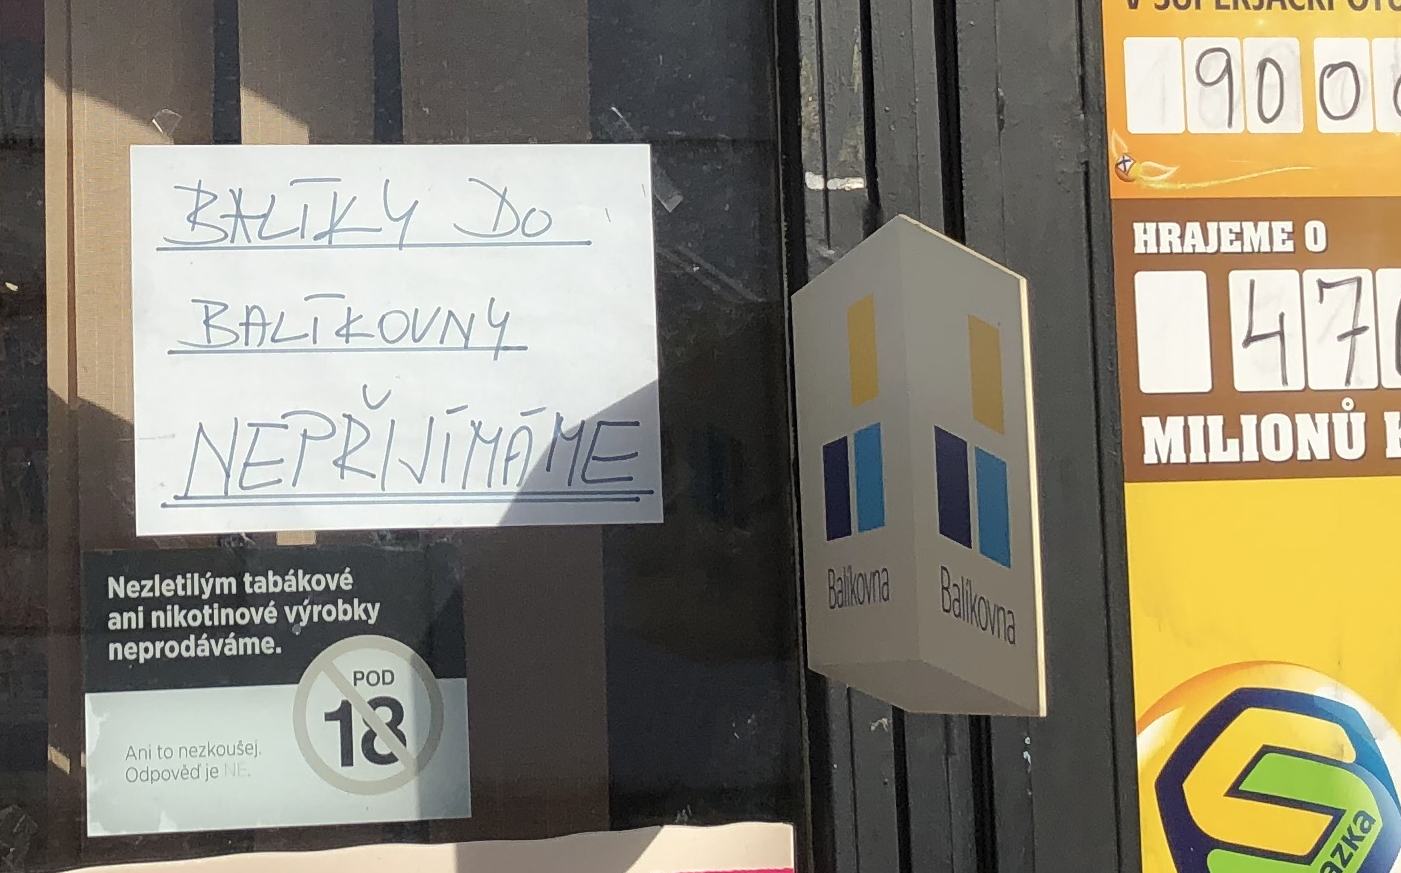 BALÍKY DO
BALÍKOVNY
NEPŘIJÍMÁME
Nezletilým tabákové
ani nikotinové výrobky
neprodáváme.
POD
18
Ani to nezkoušej.
Odpověď je NE.
Balíkovna
Balíkovna
V SUPERJACKPOTU
900
HRAJEME O
47
MILIONŮ